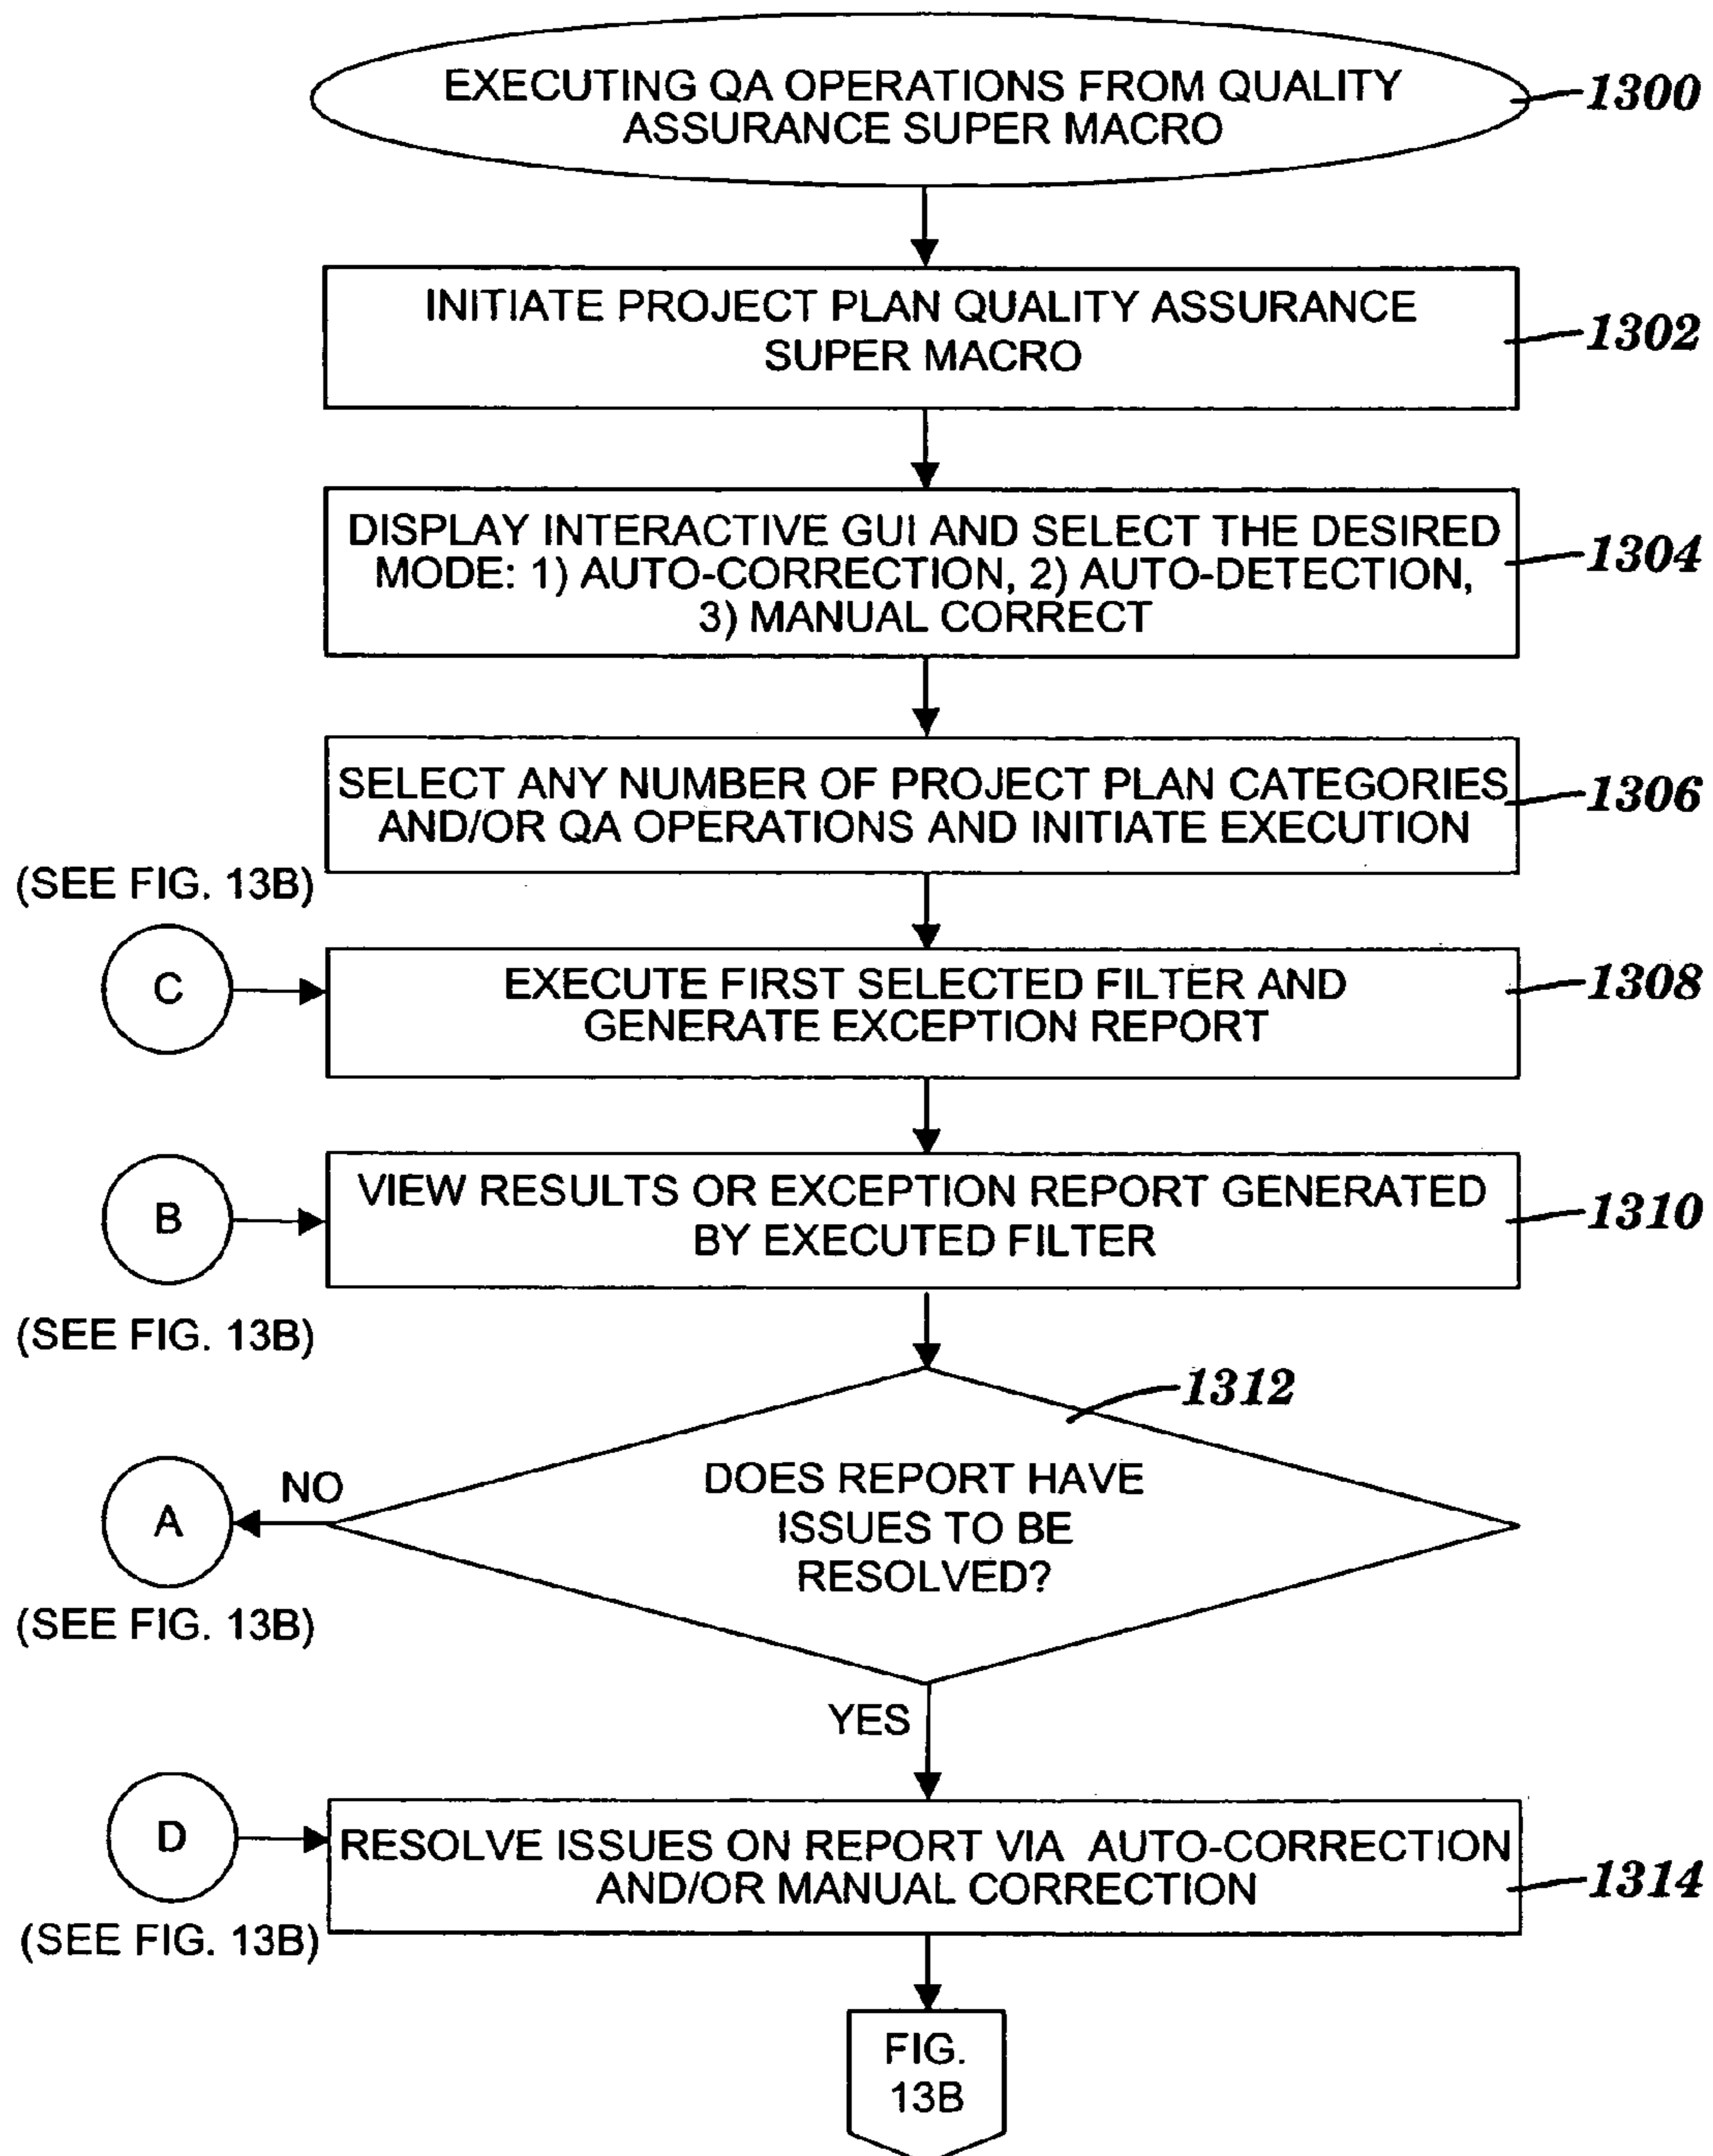 EXECUTING QA OPERATIONS FROM QUALITY
ASSURANCE SUPER MACRO
1300
INITIATE PROJECT PLAN QUALITY ASSURANCE
SUPER MACRO
1302
DISPLAY INTERACTIVE GUI AND SELECT THE DESIRED
MODE: 1) AUTO-CORRECTION, 2) AUTO-DETECTION,
3) MANUAL CORRECT
1304
SELECT ANY NUMBER OF PROJECT PLAN CATEGORIES
AND/OR QA OPERATIONS AND INITIATE EXECUTION
1306
(SEE FIG. 13B)
C
EXECUTE FIRST SELECTED FILTER AND
GENERATE EXCEPTION REPORT
1308
B
VIEW RESULTS OR EXCEPTION REPORT GENERATED
BY EXECUTED FILTER
1310
(SEE FIG. 13B)
1312
DOES REPORT HAVE
ISSUES TO BE
RESOLVED?
NO
A
(SEE FIG. 13B)
YES
D
RESOLVE ISSUES ON REPORT VIA AUTO-CORRECTION
AND/OR MANUAL CORRECTION
1314
(SEE FIG. 13B)
FIG.
13B